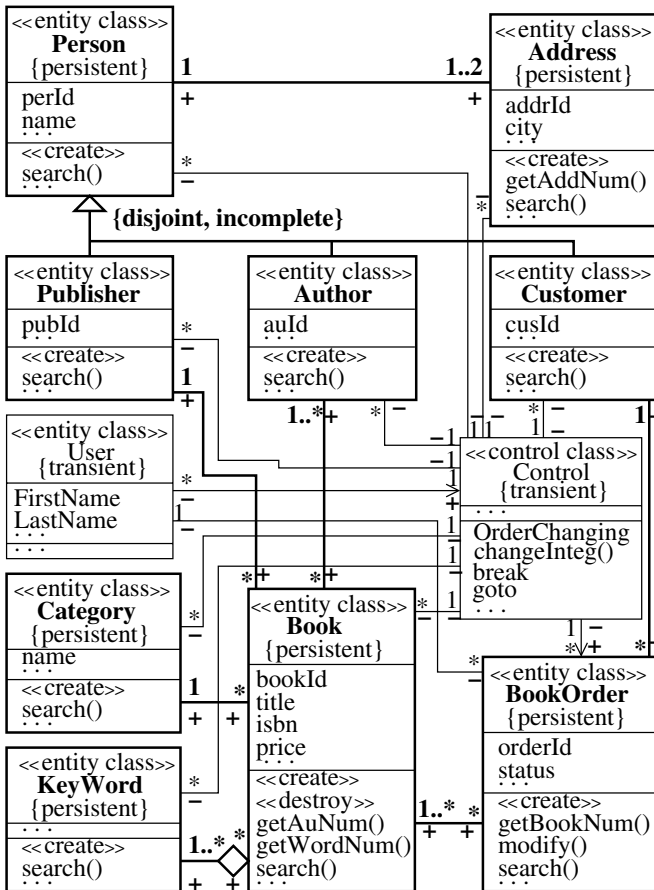 <<entity class>>
Person
{persistent}
perId
name
. . .
<<create>>
search()
. . .
1
+
1..2
+
<<entity class>>
Address
{persistent}
addrId
city
. . .
<<create>>
getAddNum()
search()
. . .
*
−
−
*
{disjoint, incomplete}
<<entity class>>
Publisher
pubId
. . .
<<create>>
search()
. . .
*
−
1
+
<<entity class>>
Author
auId
. . .
<<create>>
search()
. . .
1..*
+
*
−
<<entity class>>
Customer
cusId
. . .
<<create>>
search()
. . .
*
−
1
−
<<entity class>>
User
{transient}
FirstName
LastName
. . .
. . .
*
−
1
−
− −
1 1 1
−
1
−
1
1
+
1
−
1
−
1
−
<<control class>>
Control
{transient}
. . .
OrderChanging
changeInteg()
break
goto
. . .
1
−
*
+
*
−
<<entity class>>
Category
{persistent}
name
. . .
<<create>>
search()
. . .
*
−
1
+
*
+
* +
* +
<<entity class>>
Book
{persistent}
bookId
title
isbn
price
. . .
<<create>>
<<destroy>>
getAuNum()
getWordNum()
search()
. . .
*
−
*
−
1..*
+
*
+
<<entity class>>
BookOrder
{persistent}
orderId
status
. . .
<<create>>
getBookNum()
modify()
search()
. . .
<<entity class>>
KeyWord
{persistent}
. . .
<<create>>
search()
. . .
*
−
1..*
+
*
+